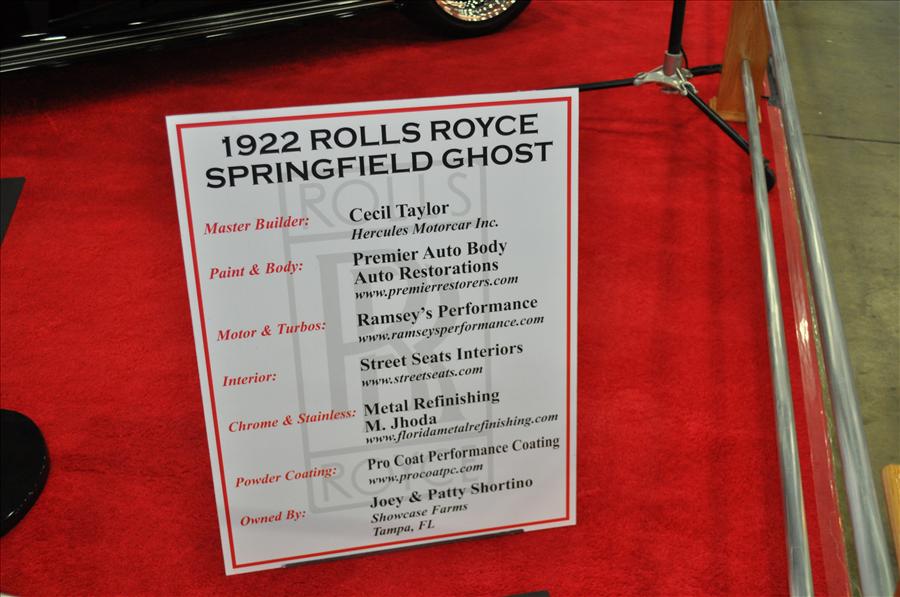 1922 ROLLS ROYCE
SPRINGFIELD GHOST
Master Builder: Cecil Taylor
Hercules Motorcar Inc.
Paint & Body: Premier Auto Body
Auto Restorations
www.premierrestorers.com
Motor & Turbos: Ramsey's Performance
www.ramseysperformance.com
Interior: Street Seats Interiors
www.streetseats.com
Chrome & Stainless: Metal Refinishing
M. Jhoda
www.floridametalrefinishing.com
Powder Coating: Pro Coat Performance Coating
www.procoatpc.com
Owned By: Joey & Patty Shortino
Showcase Farms
Tampa, FL
ROLLS
RR
ROYCE